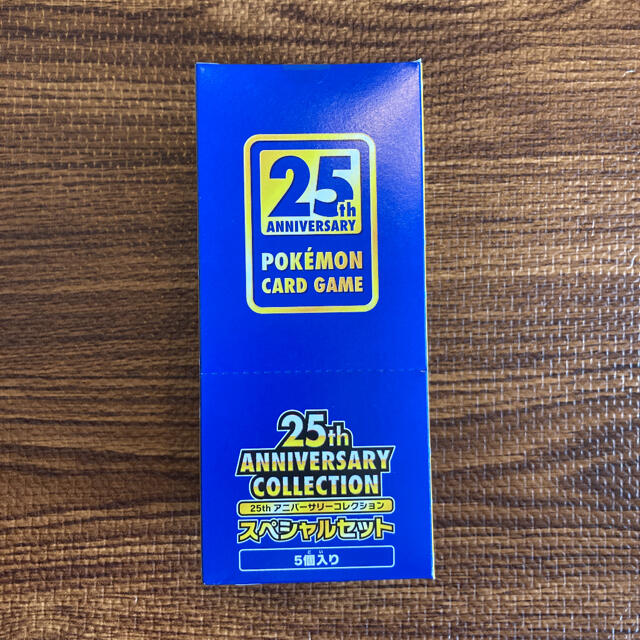 25th
ANNIVERSARY
POKÉMON
CARD GAME
25th
ANNIVERSARY
COLLECTION
25th アニバーサリーコレクション
スペシャルセット
5個入り